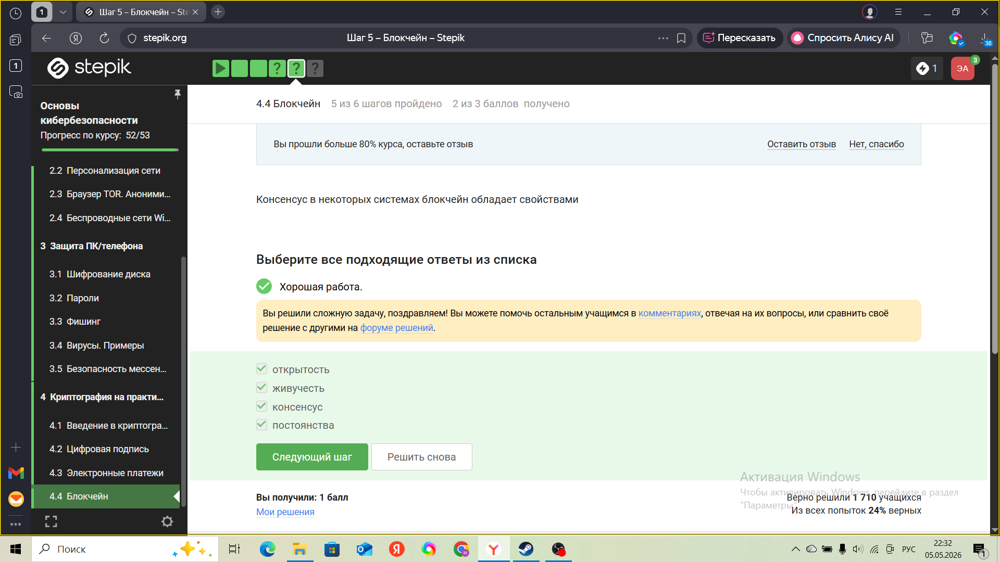 1
Шаг 5 – Блокчейн – Ste
stepik.org
Шаг 5 – Блокчейн – Stepik
Пересказать
Спросить Алису AI
38
1
stepik
? ? ?
1
ЭА
3
Основы
кибербезопасности
Прогресс по курсу: 52/53
2.2 Персонализация сети
2.3 Браузер TOR. Аноними...
2.4 Беспроводные сети Wi...
3 Защита ПК/телефона
3.1 Шифрование диска
3.2 Пароли
3.3 Фишинг
3.4 Вирусы. Примеры
3.5 Безопасность мессен...
4 Криптография на практи...
4.1 Введение в криптогра...
4.2 Цифровая подпись
4.3 Электронные платежи
4.4 Блокчейн
4.4 Блокчейн 5 из 6 шагов пройдено 2 из 3 баллов получено
Вы прошли больше 80% курса, оставьте отзыв
Оставить отзыв
Нет, спасибо
Консенсус в некоторых системах блокчейн обладает свойствами
Выберите все подходящие ответы из списка
Хорошая работа.
Вы решили сложную задачу, поздравляем! Вы можете помочь остальным учащимся в комментариях, отвечая на их вопросы, или сравнить своё
решение с другими на форуме решений.
открытость
живучесть
консенсус
постоянства
Следующий шаг
Решить снова
Вы получили: 1 балл
Мои решения
Верно решили 1 710 учащихся
Из всех попыток 24% верных
Активация Windows
Чтобы активировать Windows, перейдите в раздел
"Параметры"
Поиск
РУС
22:32
05.05.2026
1